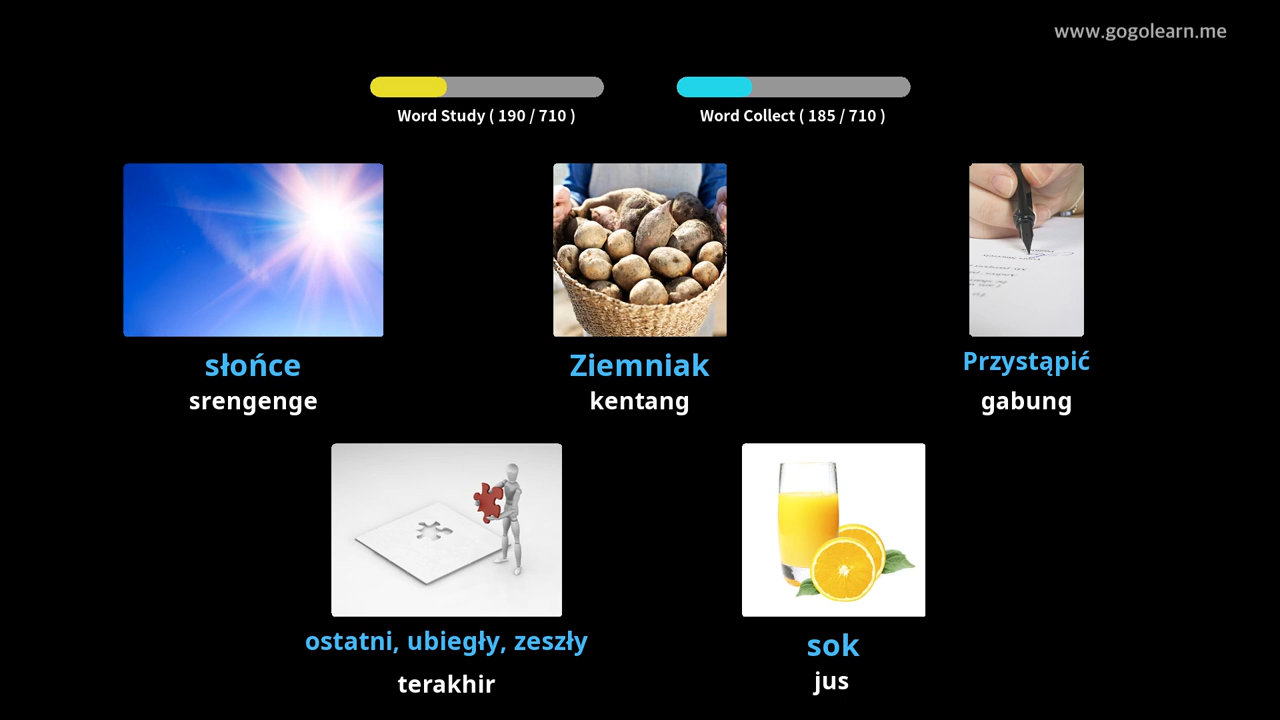 www.gogolearn.me
Word Study ( 190 / 710 )
Word Collect ( 185 / 710 )
słońce
srengenge
Ziemniak
kentang
Przystąpić
gabung
ostatni, ubiegły, zeszły
terakhir
sok
jus